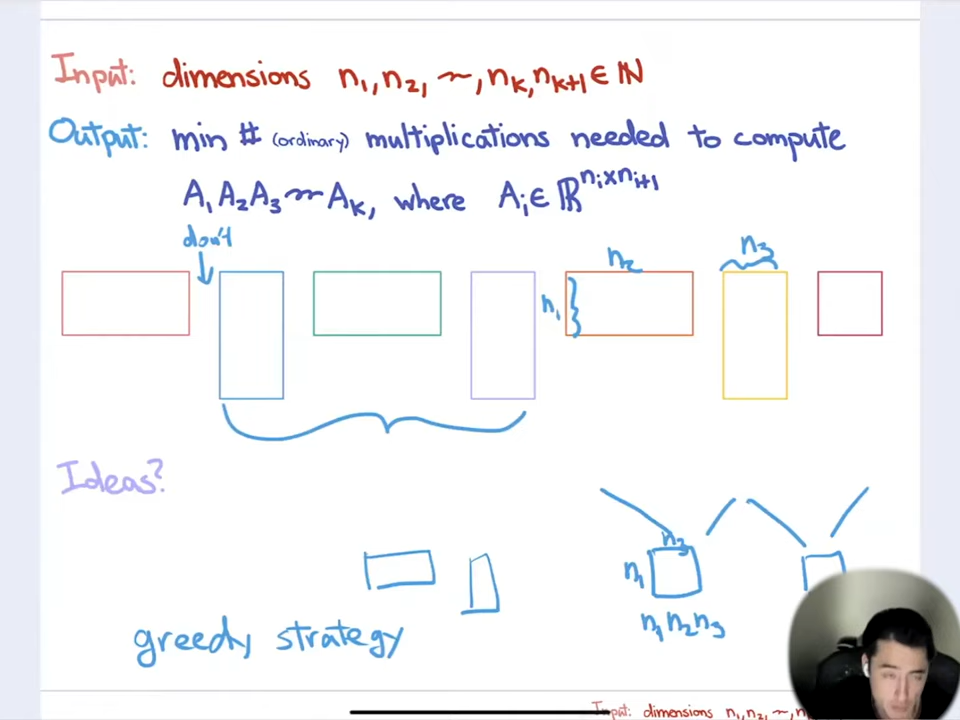 Input: dimensions n₁, n₂, ~, nₖ, nₖ₊₁ ∈ ℕ
Output: min # (ordinary) multiplications needed to compute
A₁A₂A₃~Aₖ, where Aᵢ ∈ ℝ^{nᵢ×nᵢ₊₁}
don't
n₂
n₃
n₁
Ideas?
n₃
n₁
n₁n₂n₃
greedy strategy
Input: dimensions n₁, n₂, ~, n